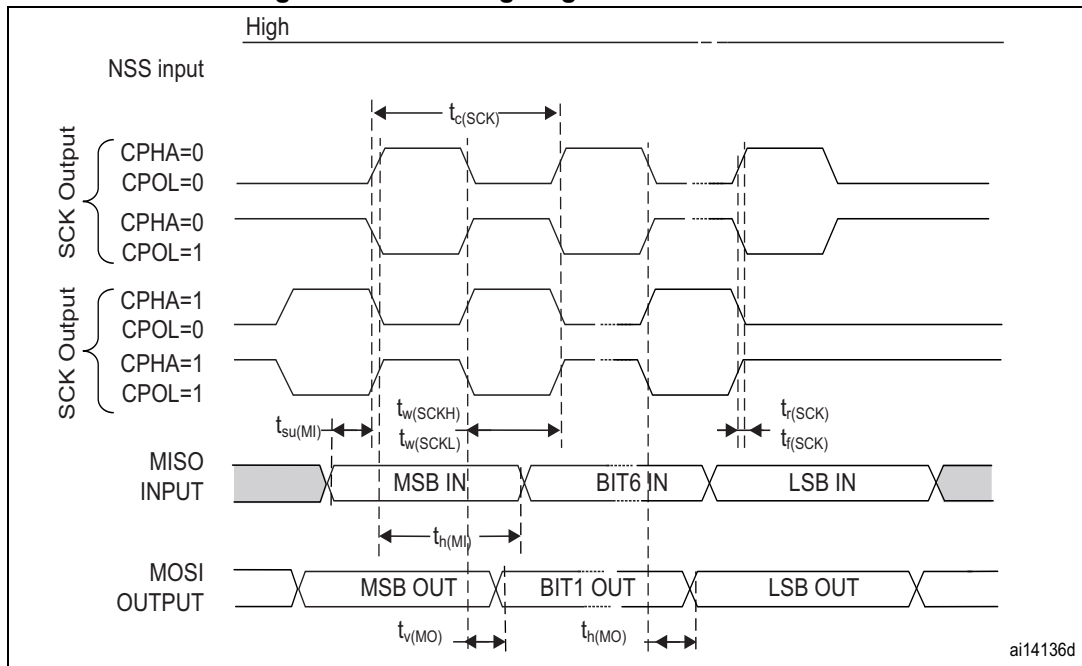 High
NSS input
tc(SCK)
SCK Output
CPHA=0
CPOL=0
CPHA=0
CPOL=1
SCK Output
CPHA=1
CPOL=0
CPHA=1
CPOL=1
tsu(MI)
tw(SCKH)
tw(SCKL)
tr(SCK)
tf(SCK)
MISO
INPUT
MSB IN
BIT6 IN
LSB IN
th(MI)
MOSI
OUTPUT
MSB OUT
BIT1 OUT
LSB OUT
tv(MO)
th(MO)
ai14136d